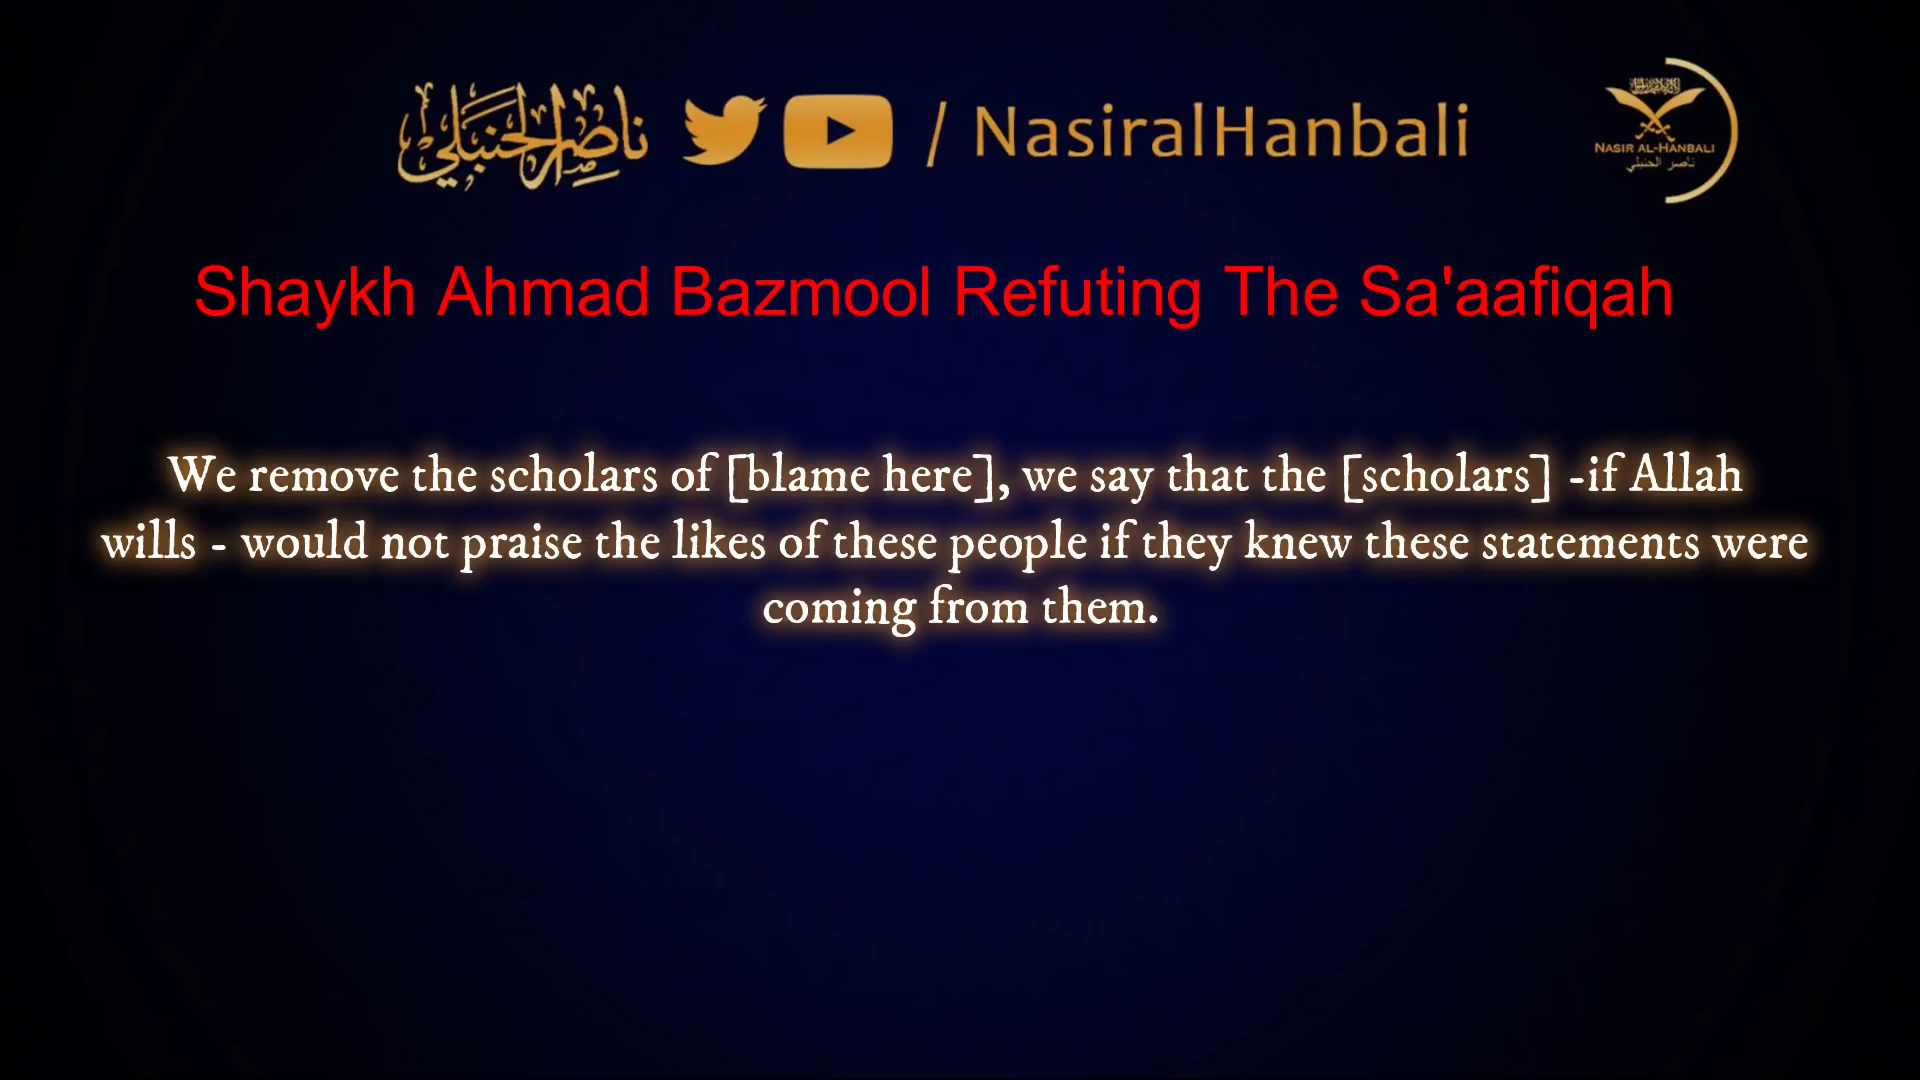 ناصر الحنبلي / NasiralHanbali
NASIR AL-HANBALI
ناصر الحنبلي
Shaykh Ahmad Bazmool Refuting The Sa'aafiqah
We remove the scholars of [blame here], we say that the [scholars] -if Allah
wills - would not praise the likes of these people if they knew these statements were
coming from them.